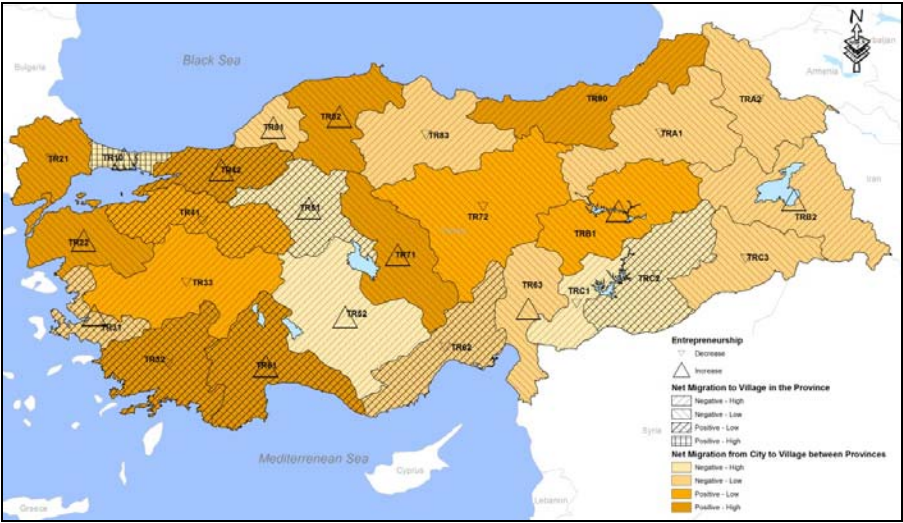 N
Bulgaria
Black Sea
Armania
Iran
Syria
Lebanon
Cyprus
Greece
Mediterranean Sea
TR21
TR10
TR42
TR81
TR82
TR83
TR90
TRA1
TRA2
TR41
TR51
TR22
TR33
TR71
TR72
TRB1
TRB2
TR31
TR52
TR63
TRC1
TRC2
TRC3
TR32
TR61
TR62
Entrepreneurship
Decrease
Increase
Net Migration to Village in the Province
Negative - High
Negative - Low
Positive - Low
Positive - High
Net Migration from City to Village between Provinces
Negative - High
Negative - Low
Positive - Low
Positive - High